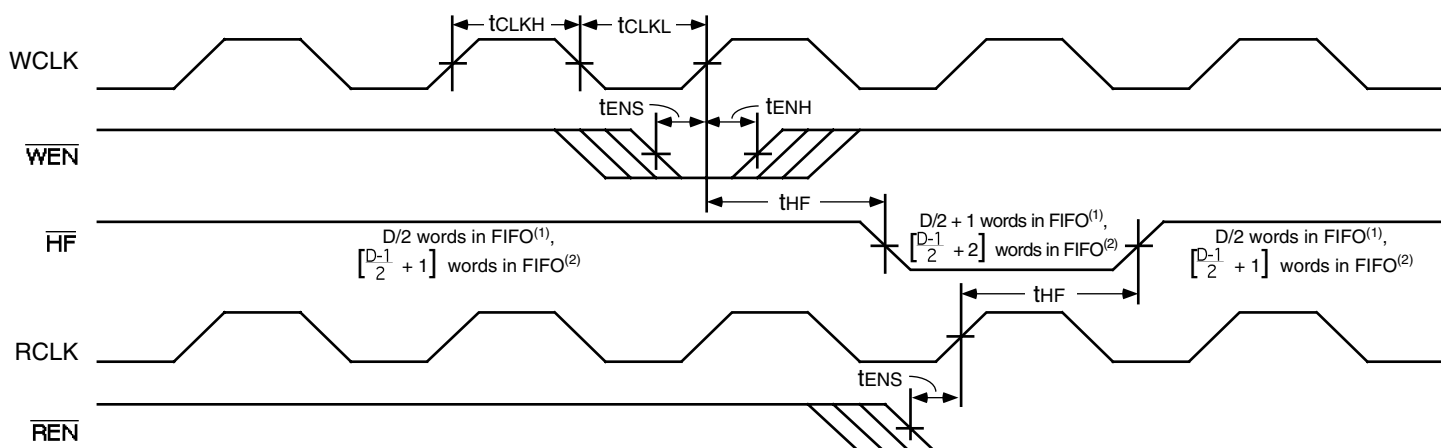 tCLKH
tCLKL
WCLK
tENS
tENH
WEN
tHF
HF
D/2 words in FIFO(1),
[D-1/2 + 1] words in FIFO(2)
D/2 + 1 words in FIFO(1),
[D-1/2 + 2] words in FIFO(2)
D/2 words in FIFO(1),
[D-1/2 + 1] words in FIFO(2)
tHF
RCLK
tENS
REN